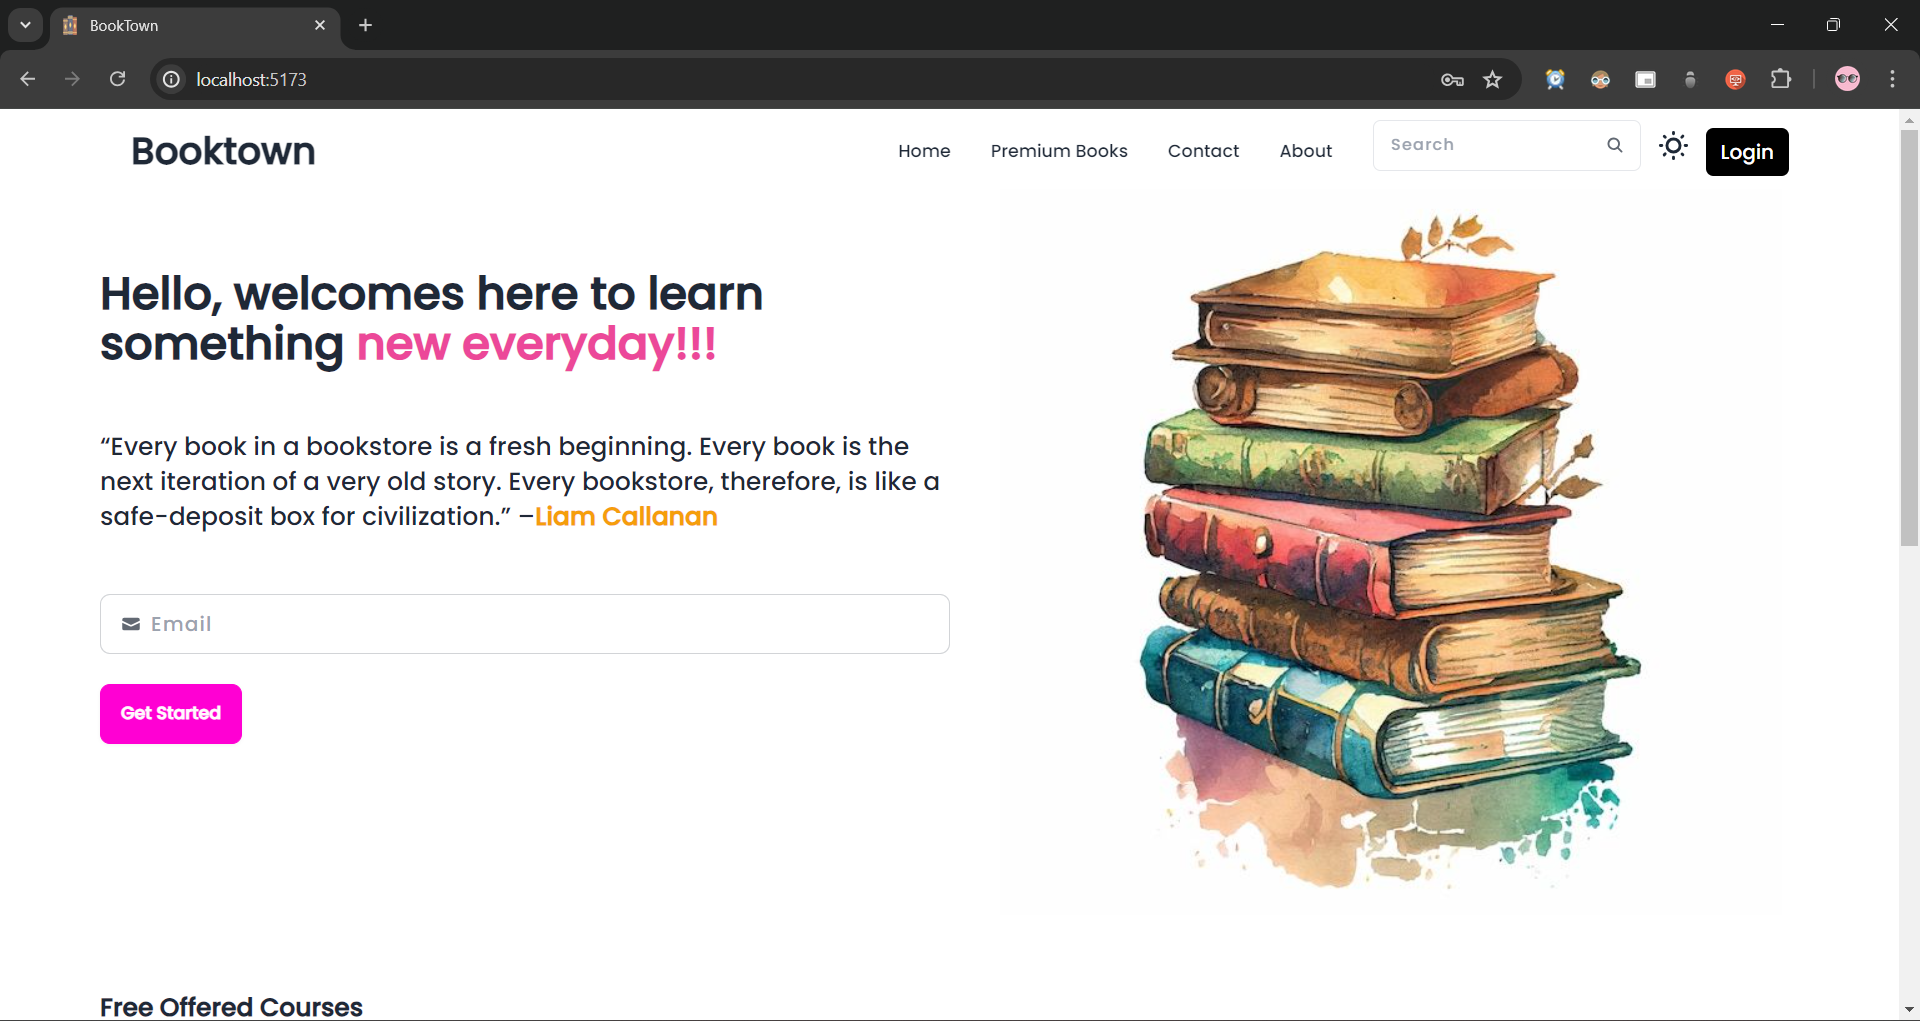 BookTown
localhost:5173
Booktown
Home
Premium Books
Contact
About
Search
Login
Hello, welcomes here to learn
something new everyday!!!
“Every book in a bookstore is a fresh beginning. Every book is the
next iteration of a very old story. Every bookstore, therefore, is like a
safe-deposit box for civilization.” –Liam Callanan
Email
Get Started
Free Offered Courses